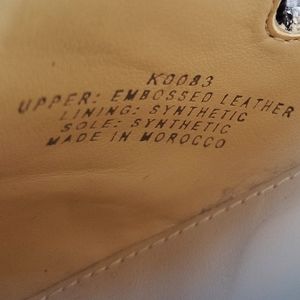 K0083
UPPER: EMBOSSED LEATHER
LINING: SYNTHETIC
SOLE: SYNTHETIC
MADE IN MOROCCO